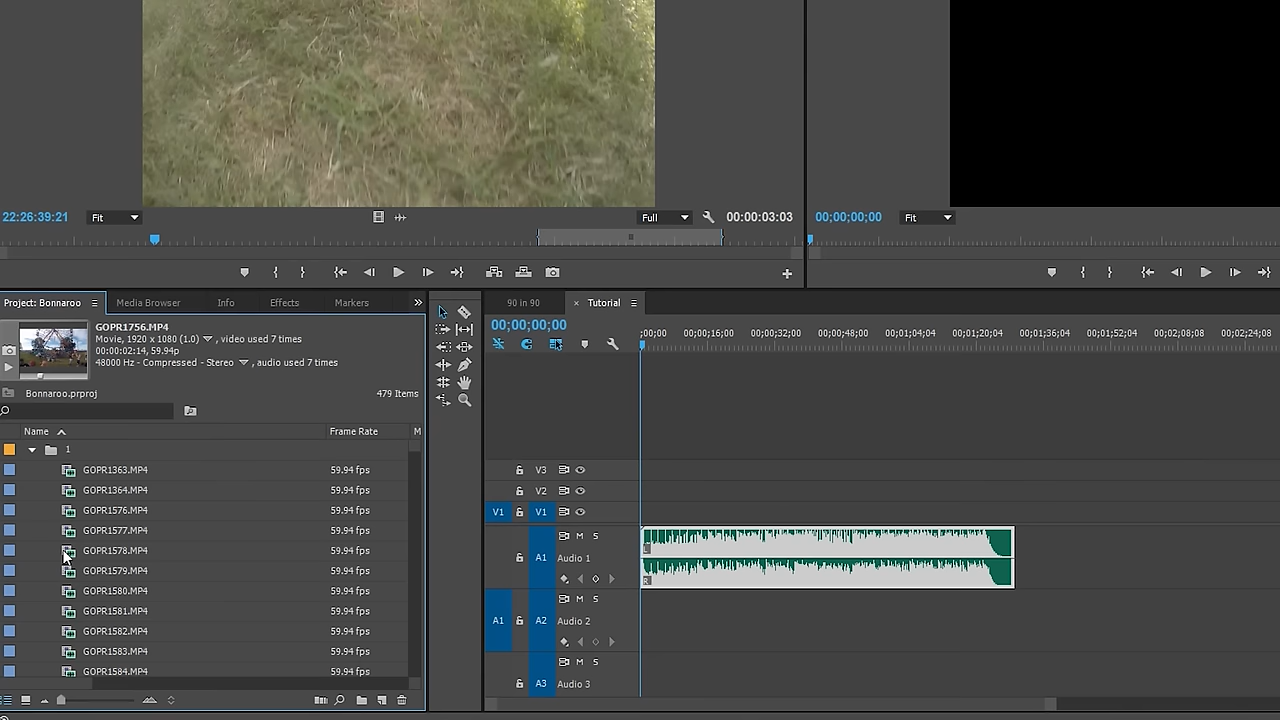 22:26:39:21 Fit Full 00:00:03:03 00;00;00;00 Fit
Project: Bonnaroo Media Browser Info Effects Markers
90 in 90 × Tutorial
GOPR1756.MP4
Movie, 1920 x 1080 (1.0) , video used 7 times
00:00:02:14, 59.94p
48000 Hz - Compressed - Stereo , audio used 7 times
Bonnaroo.prproj 479 Items
Name Frame Rate M
1
GOPR1363.MP4 59.94 fps
GOPR1364.MP4 59.94 fps
GOPR1576.MP4 59.94 fps
GOPR1577.MP4 59.94 fps
GOPR1578.MP4 59.94 fps
GOPR1579.MP4 59.94 fps
GOPR1580.MP4 59.94 fps
GOPR1581.MP4 59.94 fps
GOPR1582.MP4 59.94 fps
GOPR1583.MP4 59.94 fps
GOPR1584.MP4 59.94 fps
00;00;00;00
;00;00 00;00;16;00 00;00;32;00 00;00;48;00 00;01;04;04 00;01;20;04 00;01;36;04 00;01;52;04 00;02;08;08 00;02;24;08
V3
V2
V1 V1
M S
A1 Audio 1
L
R
M S
A1 A2 Audio 2
M S
A3 Audio 3